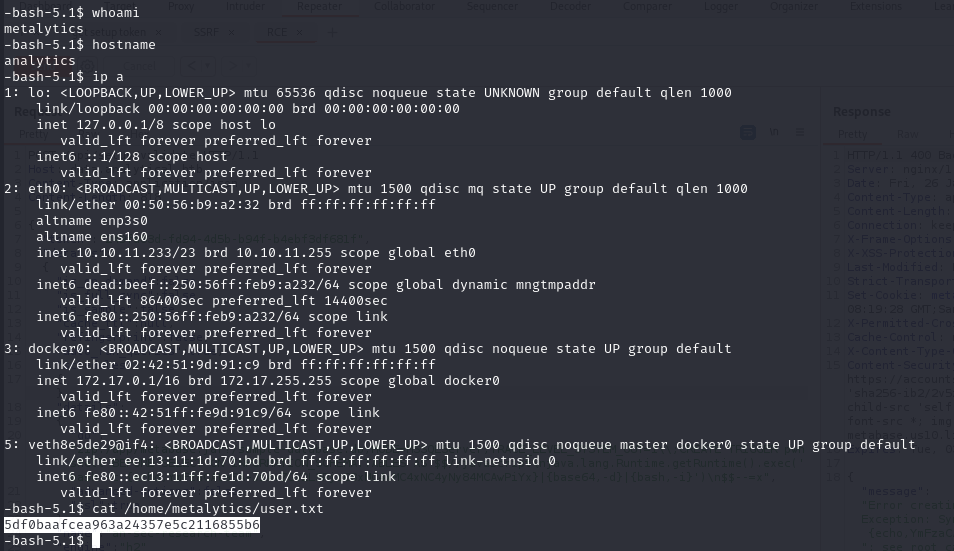 -bash-5.1$ whoami
metalytics
-bash-5.1$ hostname
analytics
-bash-5.1$ ip a
1: lo: <LOOPBACK,UP,LOWER_UP> mtu 65536 qdisc noqueue state UNKNOWN group default qlen 1000
    link/loopback 00:00:00:00:00:00 brd 00:00:00:00:00:00
    inet 127.0.0.1/8 scope host lo
       valid_lft forever preferred_lft forever
    inet6 ::1/128 scope host
       valid_lft forever preferred_lft forever
2: eth0: <BROADCAST,MULTICAST,UP,LOWER_UP> mtu 1500 qdisc mq state UP group default qlen 1000
    link/ether 00:50:56:b9:a2:32 brd ff:ff:ff:ff:ff:ff
    altname enp3s0
    altname ens160
    inet 10.10.11.233/23 brd 10.10.11.255 scope global eth0
       valid_lft forever preferred_lft forever
    inet6 dead:beef::250:56ff:feb9:a232/64 scope global dynamic mngtmpaddr
       valid_lft 86400sec preferred_lft 14400sec
    inet6 fe80::250:56ff:feb9:a232/64 scope link
       valid_lft forever preferred_lft forever
3: docker0: <BROADCAST,MULTICAST,UP,LOWER_UP> mtu 1500 qdisc noqueue state UP group default
    link/ether 02:42:51:9d:91:c9 brd ff:ff:ff:ff:ff:ff
    inet 172.17.0.1/16 brd 172.17.255.255 scope global docker0
       valid_lft forever preferred_lft forever
    inet6 fe80::42:51ff:fe9d:91c9/64 scope link
       valid_lft forever preferred_lft forever
5: veth8e5de29@if4: <BROADCAST,MULTICAST,UP,LOWER_UP> mtu 1500 qdisc noqueue master docker0 state UP group default
    link/ether ee:13:11:1d:70:bd brd ff:ff:ff:ff:ff:ff link-netnsid 0
    inet6 fe80::ec13:11ff:fe1d:70bd/64 scope link
       valid_lft forever preferred_lft forever
-bash-5.1$ cat /home/metalytics/user.txt
5df0baafcea963a24357e5c2116855b6
-bash-5.1$